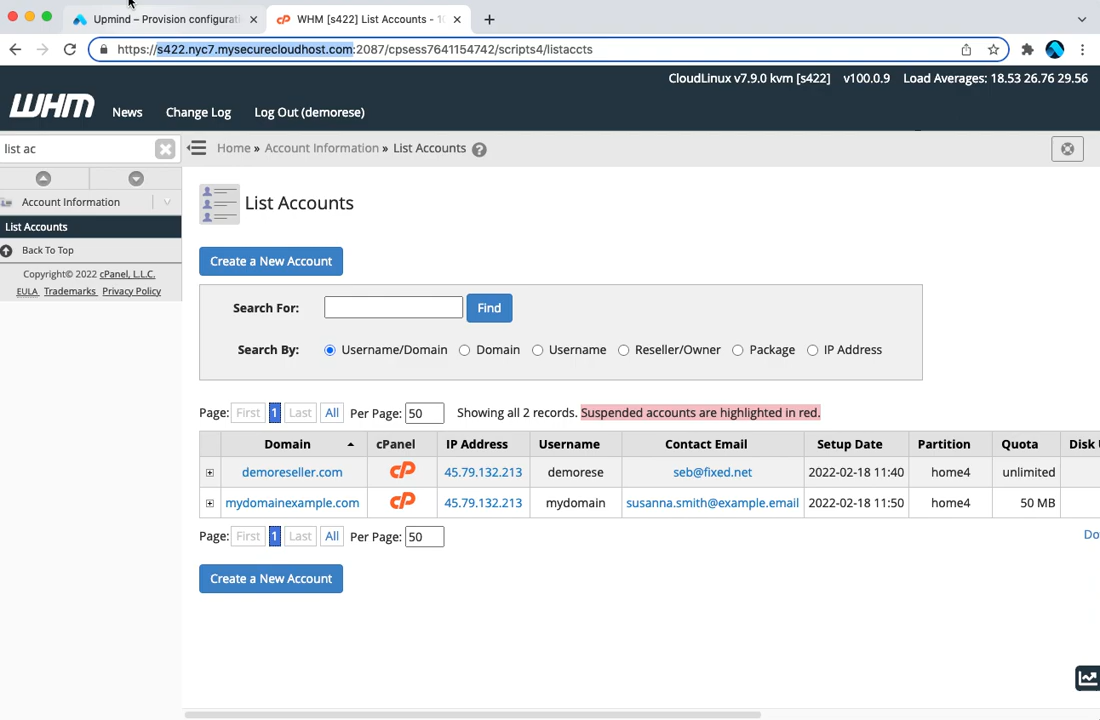 Upmind – Provision configurati
WHM [s422] List Accounts - 10
https://s422.nyc7.mysecurecloudhost.com:2087/cpsess7641154742/scripts4/listaccts
CloudLinux v7.9.0 kvm [s422] v100.0.9 Load Averages: 18.53 26.76 29.56
WHM News Change Log Log Out (demorese)
list ac
Home » Account Information » List Accounts
Account Information
List Accounts
Back To Top
Copyright© 2022 cPanel, L.L.C.
EULA Trademarks Privacy Policy
List Accounts
Create a New Account
Search For: Find
Search By: Username/Domain Domain Username Reseller/Owner Package IP Address
Page: First 1 Last All Per Page: 50 Showing all 2 records. Suspended accounts are highlighted in red.
Domain cPanel IP Address Username Contact Email Setup Date Partition Quota Disk U
demoreseller.com cP 45.79.132.213 demorese seb@fixed.net 2022-02-18 11:40 home4 unlimited
mydomainexample.com cP 45.79.132.213 mydomain susanna.smith@example.email 2022-02-18 11:50 home4 50 MB
Page: First 1 Last All Per Page: 50
Do
Create a New Account